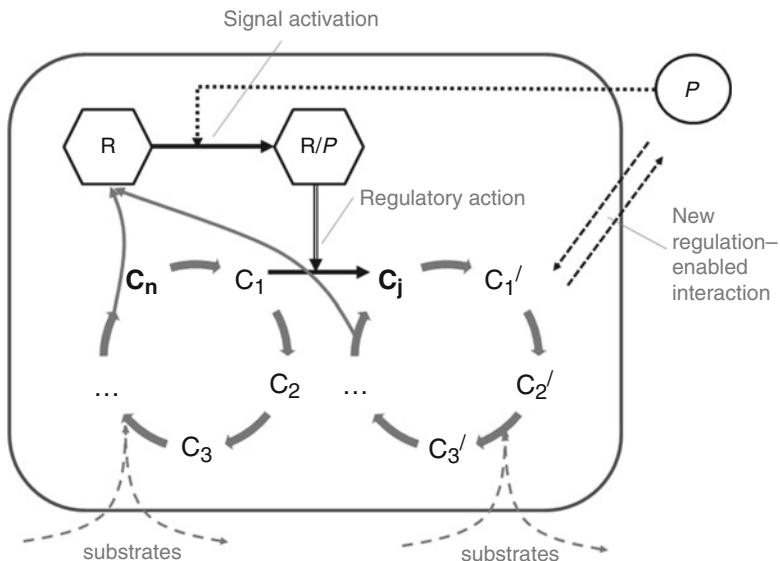 Signal activation
P
R
R/P
Regulatory action
New
regulation–
enabled
interaction
Cn
C1
Cj
C1/
...
C2
...
C2/
C3
C3/
substrates
substrates